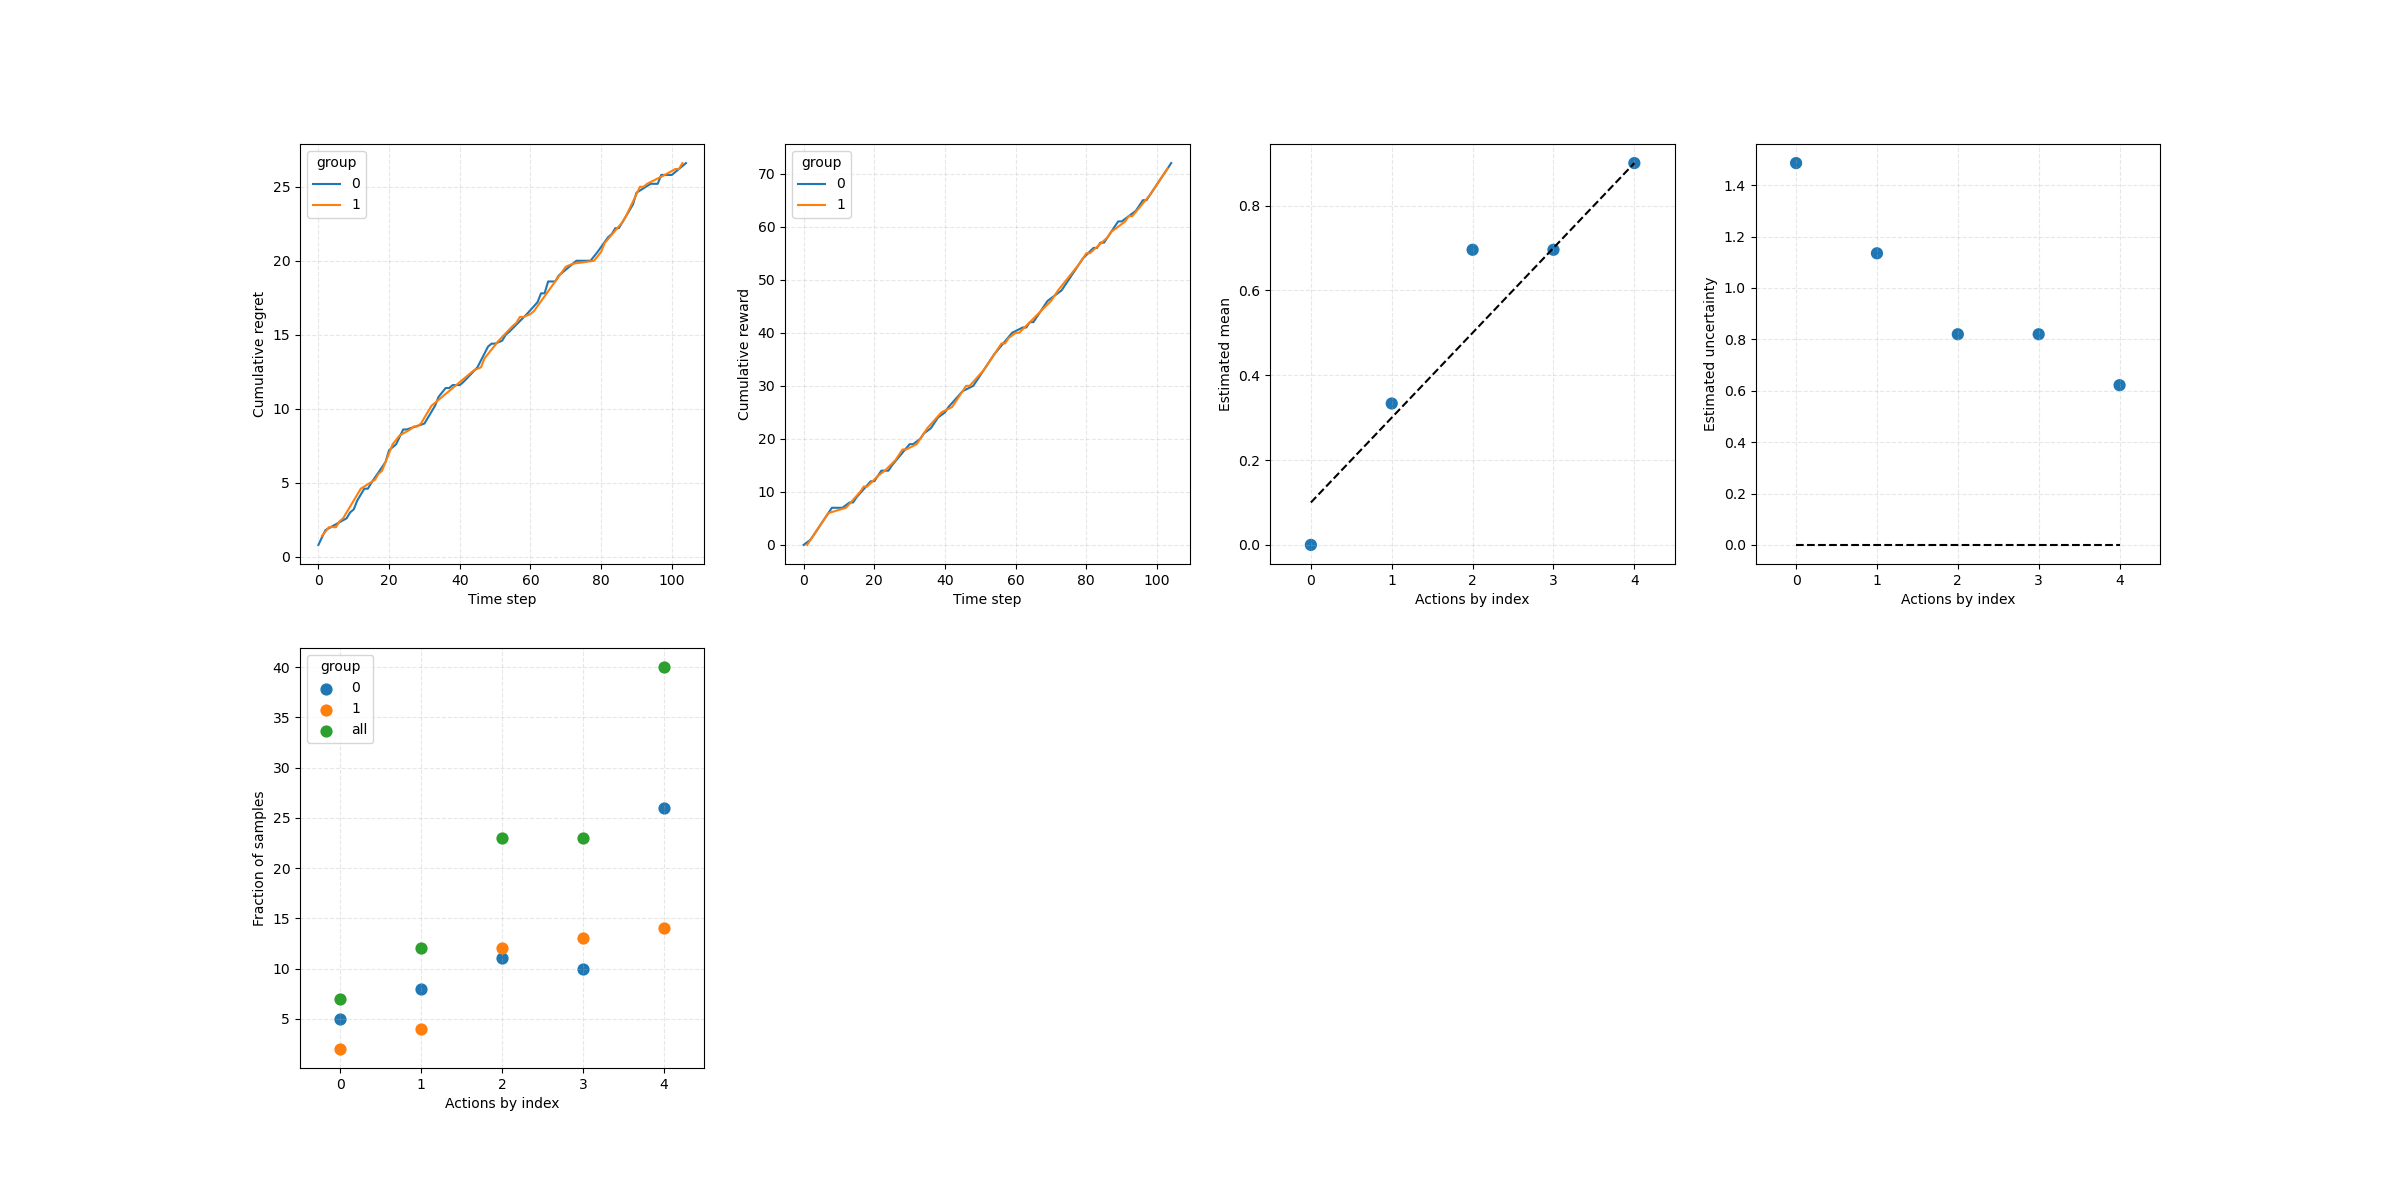 group
0
1
25
20
15
10
5
0
Cumulative regret
0 20 40 60 80 100
Time step
group
0
1
70
60
50
40
30
20
10
0
Cumulative reward
0 20 40 60 80 100
Time step
0.8
0.6
0.4
0.2
0.0
Estimated mean
0 1 2 3 4
Actions by index
1.4
1.2
1.0
0.8
0.6
0.4
0.2
0.0
Estimated uncertainty
0 1 2 3 4
Actions by index
group
0
1
all
40
35
30
25
20
15
10
5
Fraction of samples
0 1 2 3 4
Actions by index